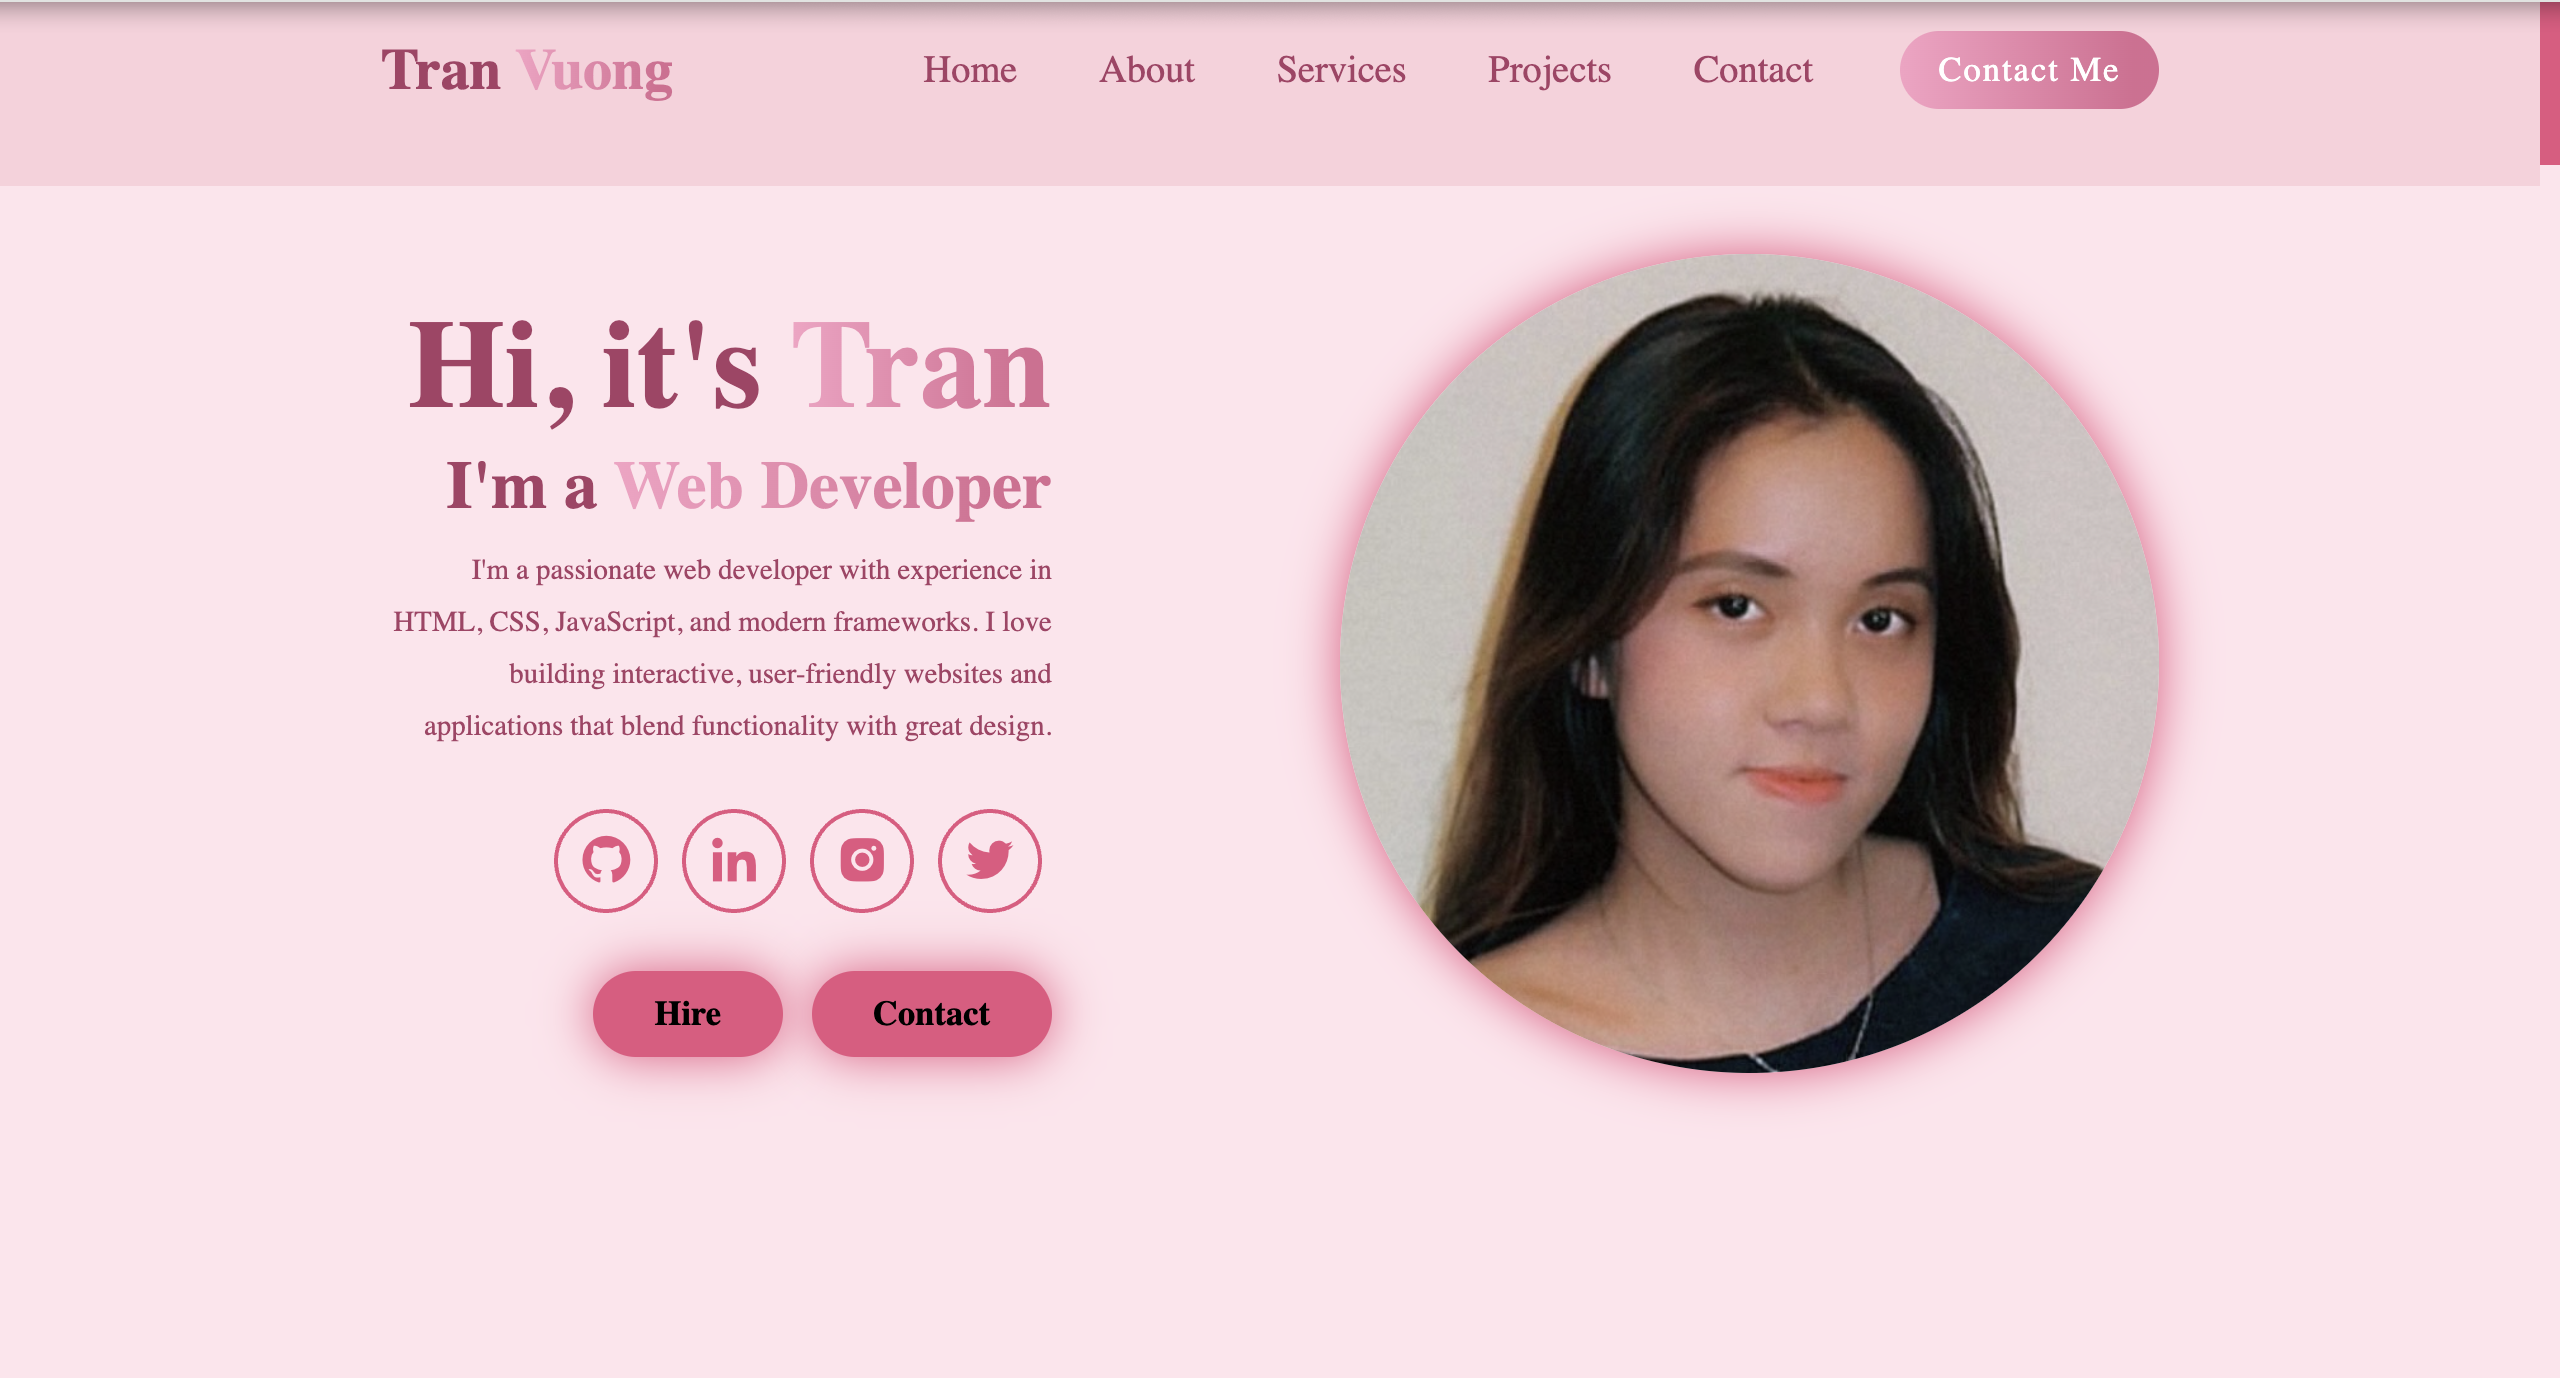 Tran Vuong
Home
About
Services
Projects
Contact
Contact Me
Hi, it's Tran
I'm a Web Developer
I'm a passionate web developer with experience in
HTML, CSS, JavaScript, and modern frameworks. I love
building interactive, user-friendly websites and
applications that blend functionality with great design.
in
Hire
Contact